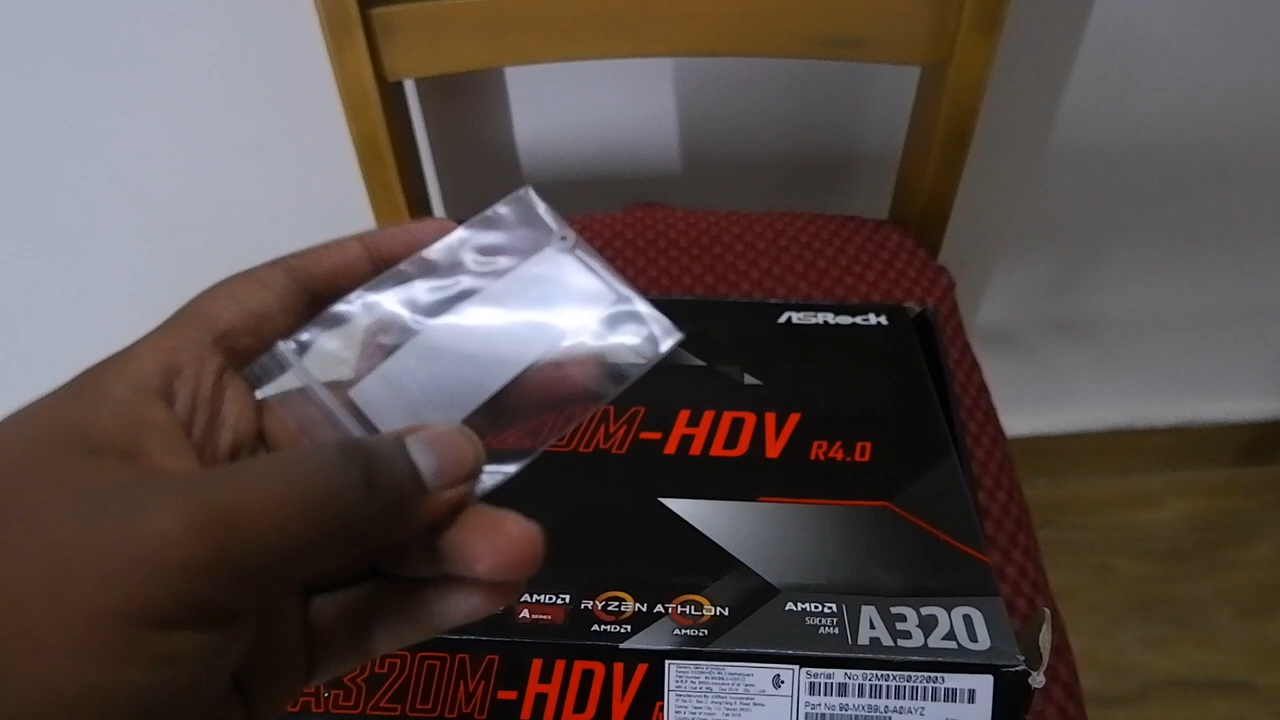 ASRock
A320M-HDV R4.0
AMD
A SERIES
RYZEN
AMD
ATHLON
AMD
AMD
SOCKET
AM4
A320
A320M-HDV
Serial No:92M0XB022003
Part No:90-MXB9L0-A0IAYZ